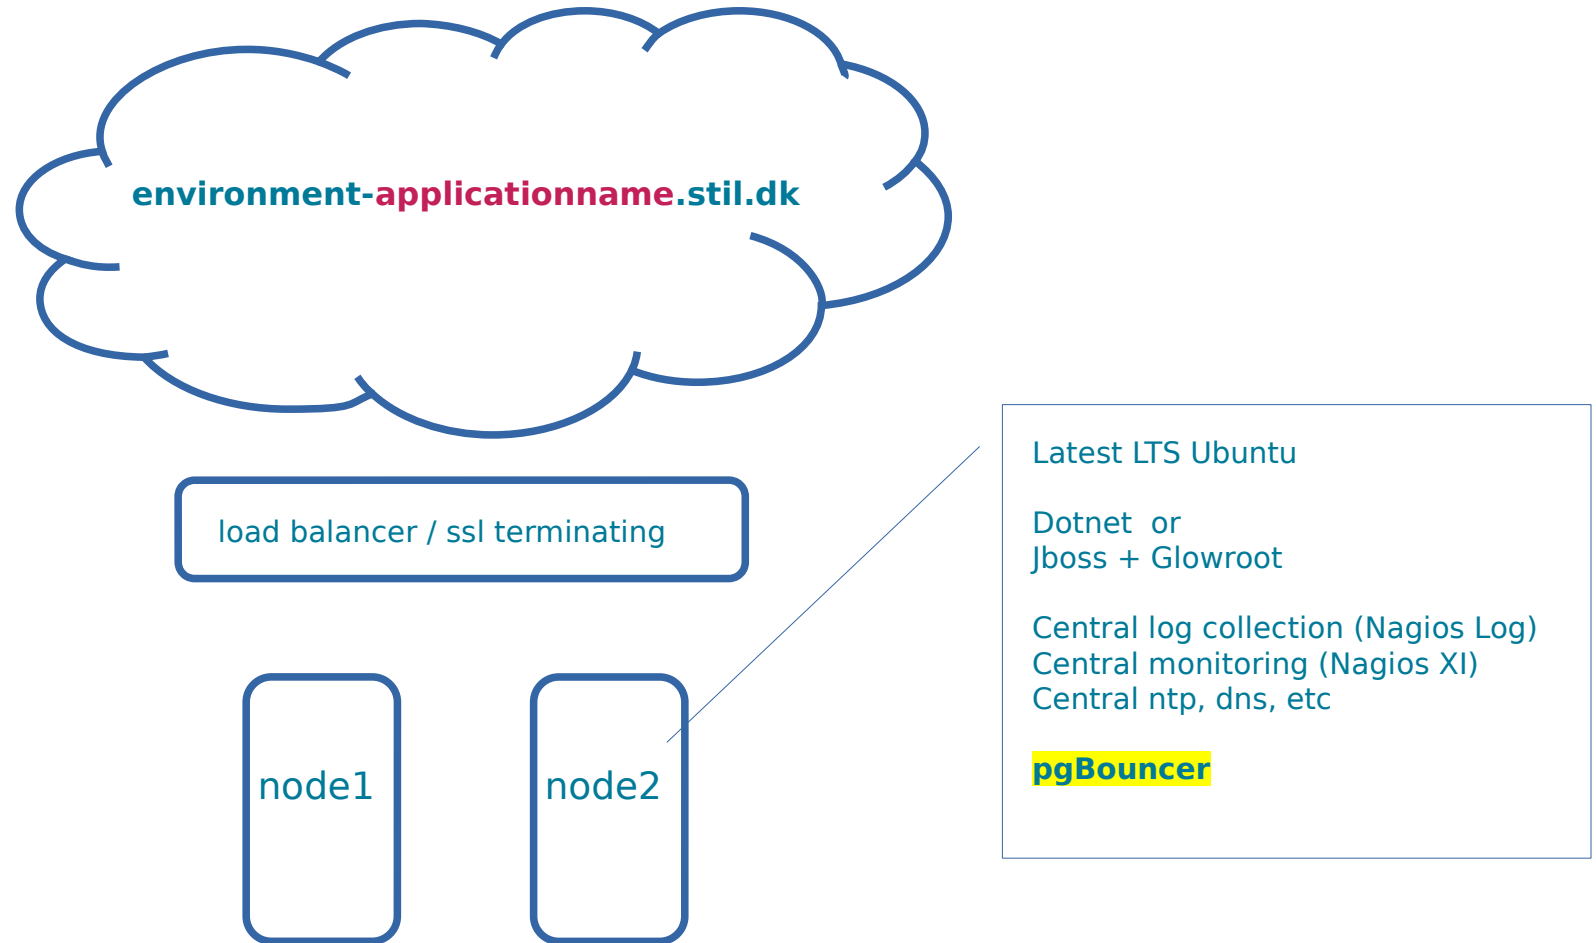 environment-applicationname.stil.dk
load balancer / ssl terminating
node1
node2
Latest LTS Ubuntu
Dotnet  or
Jboss + Glowroot
Central log collection (Nagios Log)
Central monitoring (Nagios XI)
Central ntp, dns, etc
pgBouncer